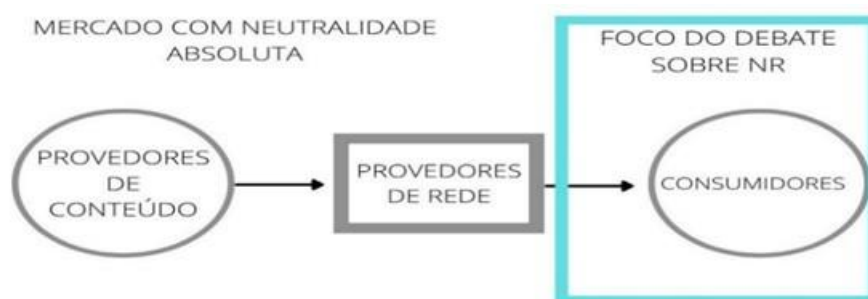 MERCADO COM NEUTRALIDADE
ABSOLUTA
FOCO DO DEBATE
SOBRE NR
PROVEDORES
DE
CONTEÚDO
PROVEDORES
DE REDE
CONSUMIDORES